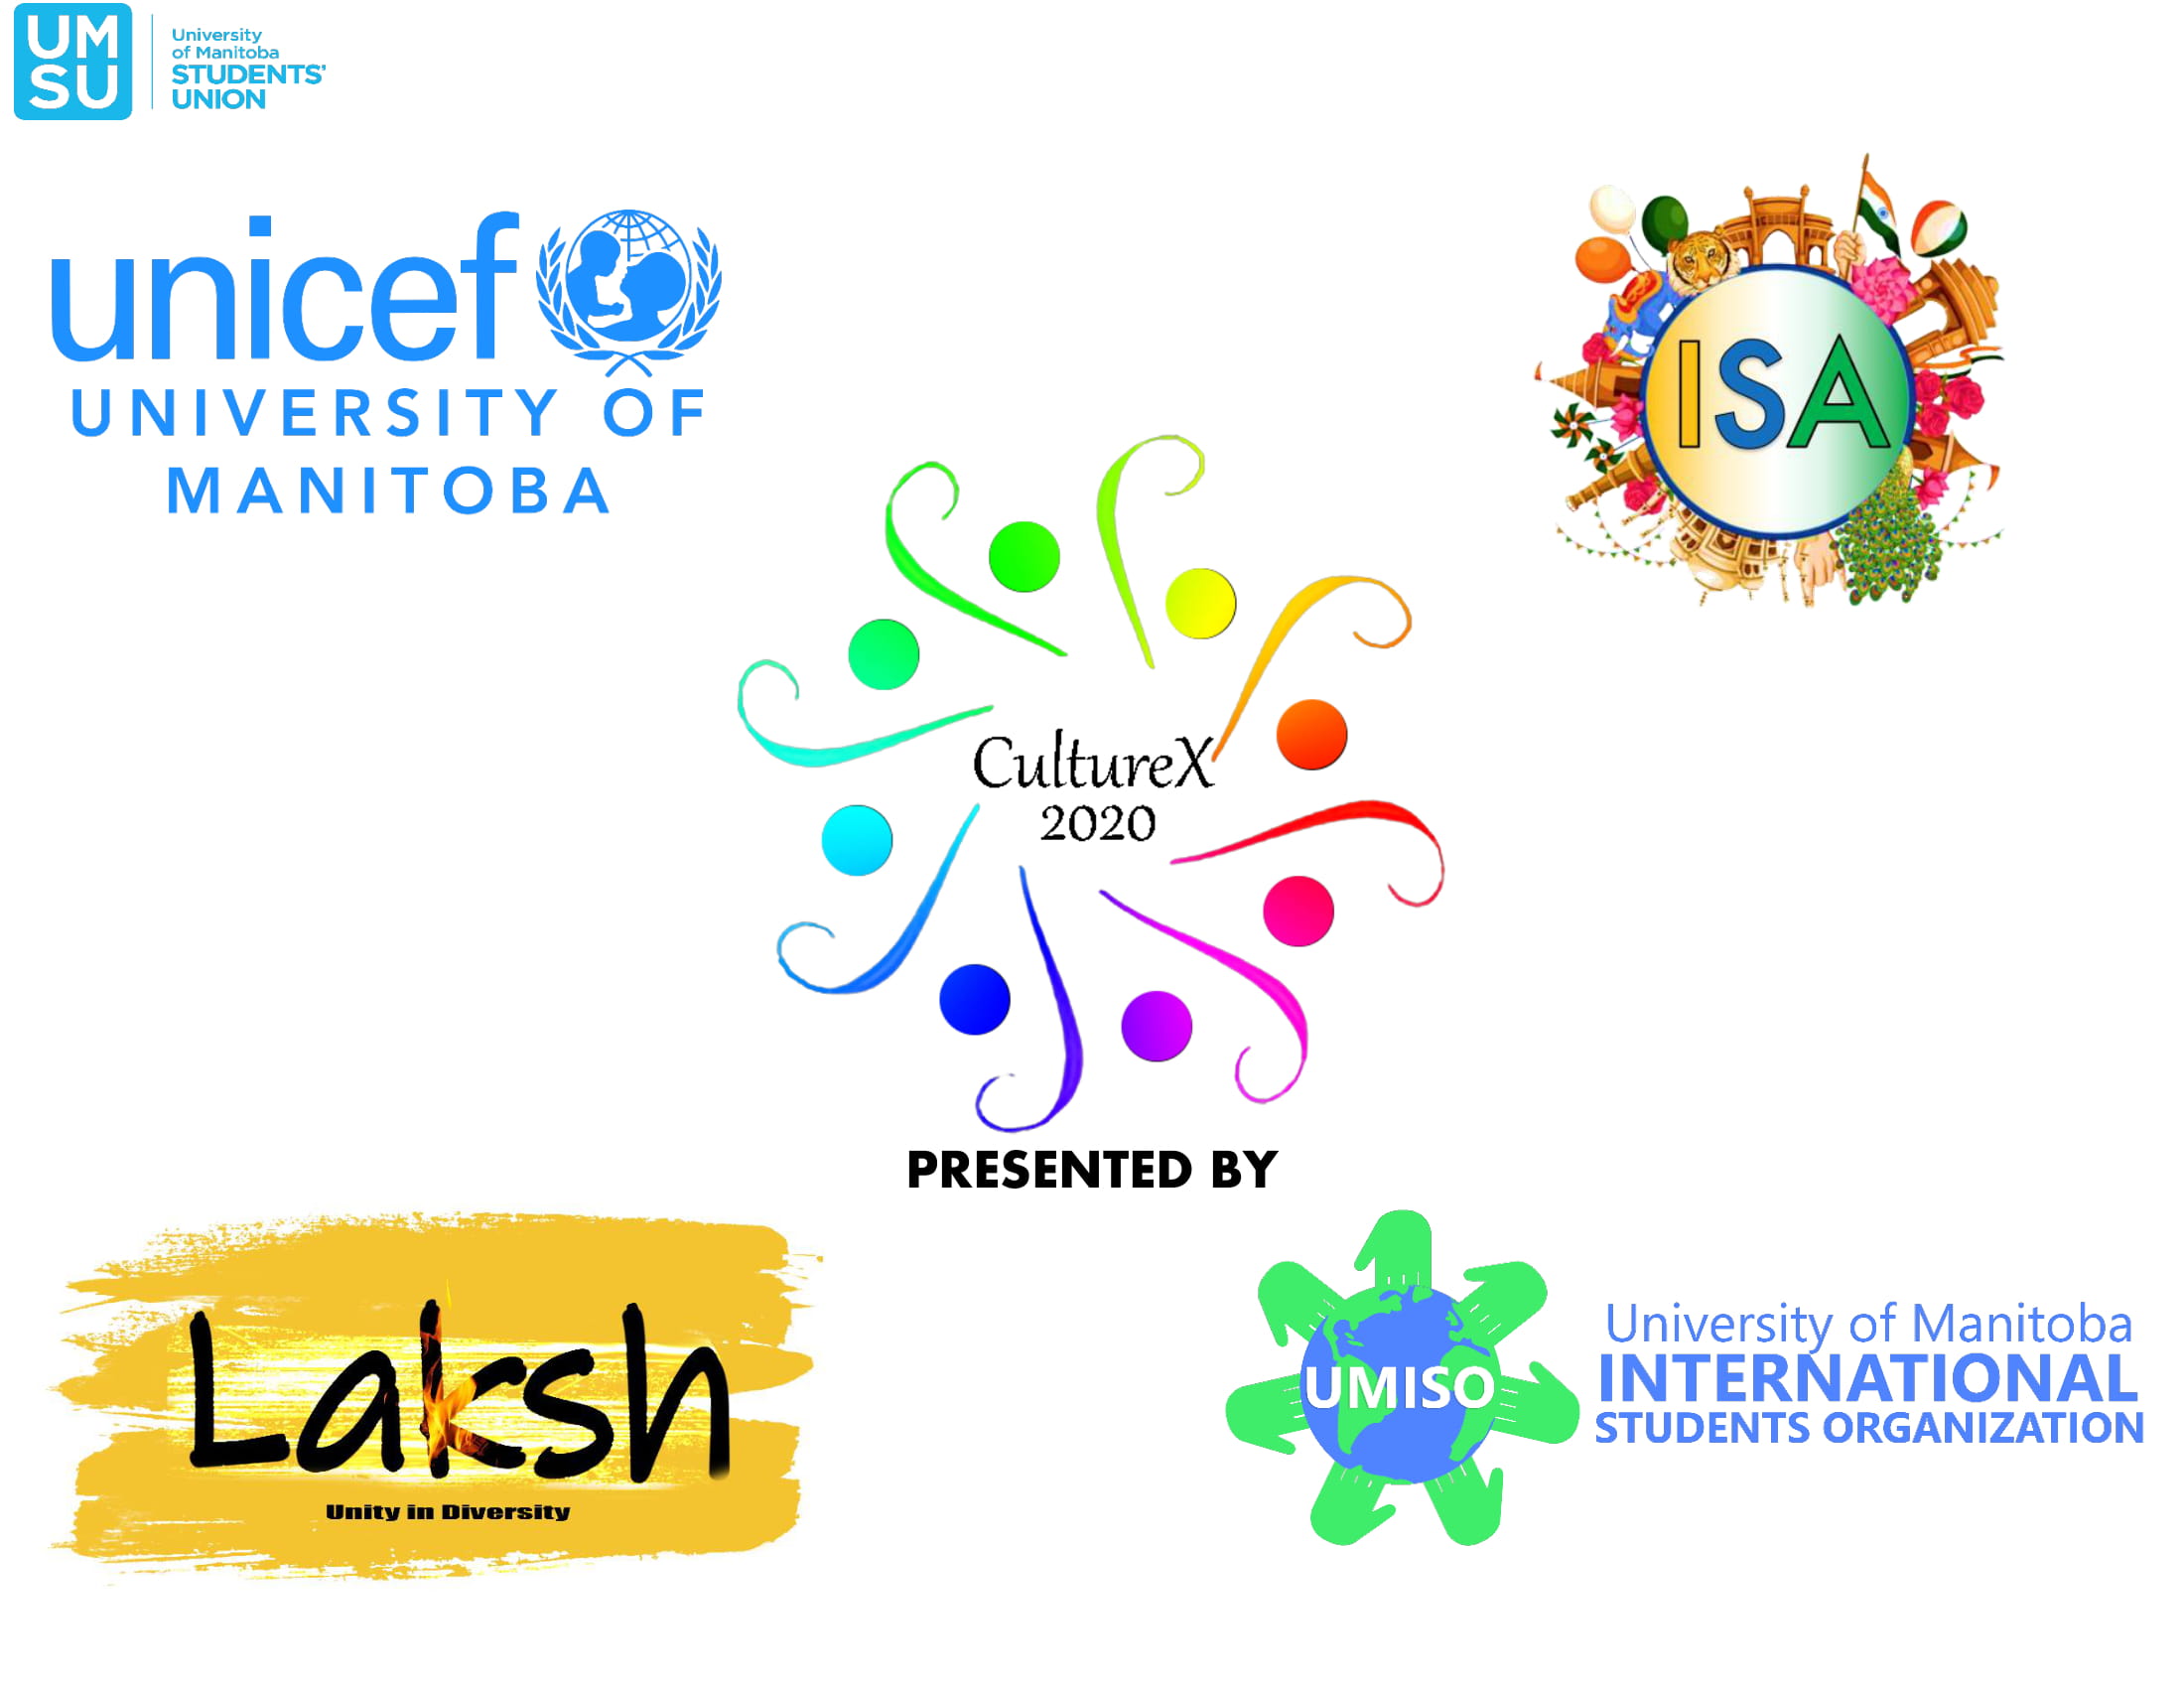 UM
SU
University
of Manitoba
STUDENTS'
UNION
unicef
UNIVERSITY OF
MANITOBA
ISA
CultureX
2020
PRESENTED BY
Laksh
Unity in Diversity
UMISO
University of Manitoba
INTERNATIONAL
STUDENTS ORGANIZATION